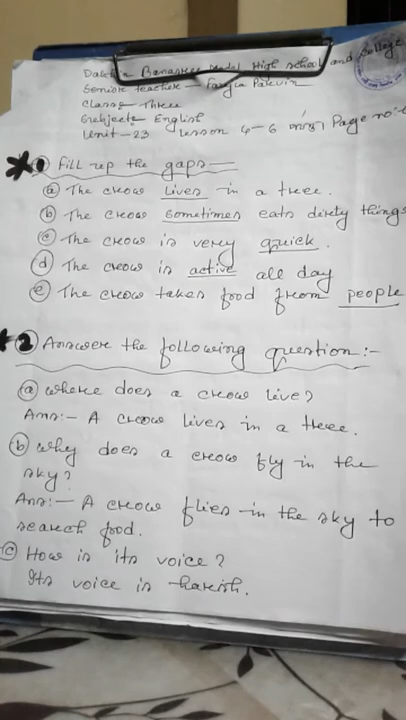 Banasree Model High school and College
Senior teacher — Farjta Parvin
Class — Three
Subject:- English
Unit — 23 Lesson 4-6 Page no:-
① Fill up the gaps —
ⓐ The crow lives in a tree.
ⓑ The crow sometimes eats dirty things
ⓒ The crow is very quick.
ⓓ The crow is active all day
ⓔ The crow takes food from people
② Answer the following question:-
ⓐ Where does a crow live?
Ans:- A crow lives in a tree.
ⓑ Why does a crow fly in the
sky?
Ans:- A crow flies in the sky to
search food.
ⓒ How is its voice?
Its voice is harsh.